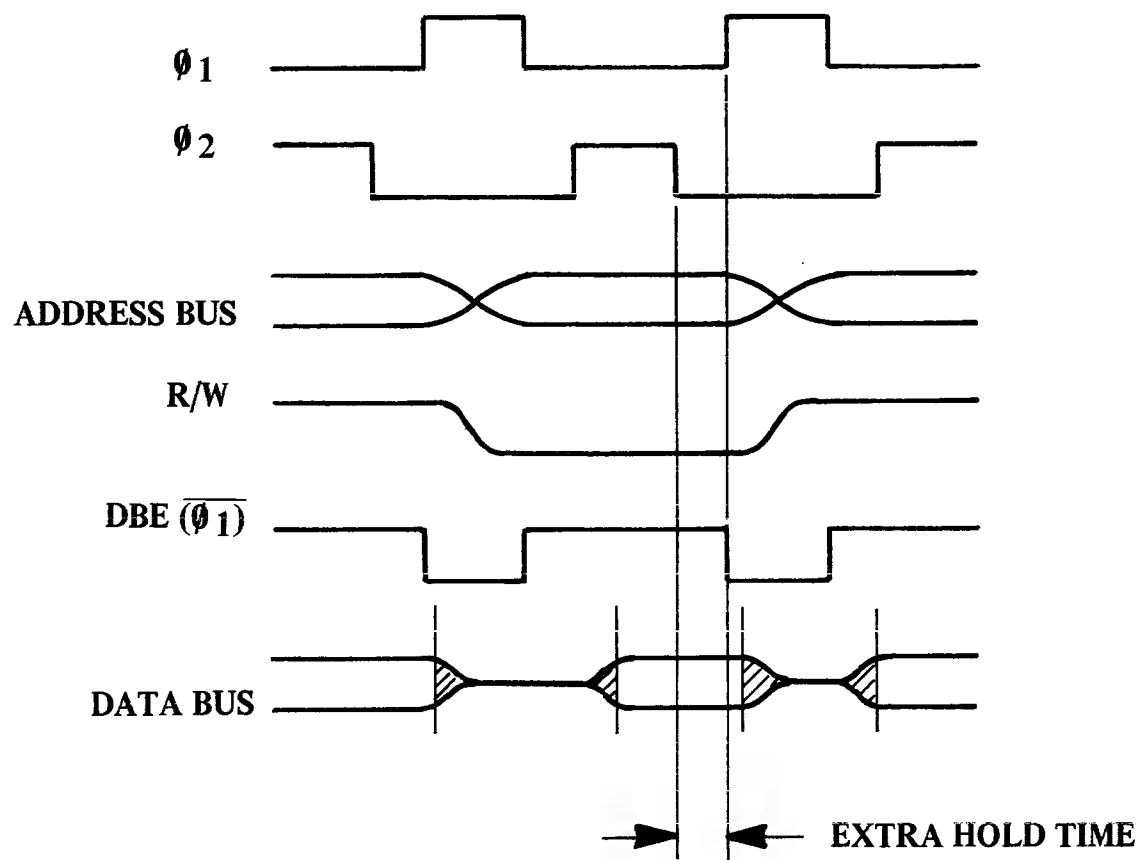 ø1
ø2
ADDRESS BUS
R/W
DBE (ø1)
DATA BUS
EXTRA HOLD TIME